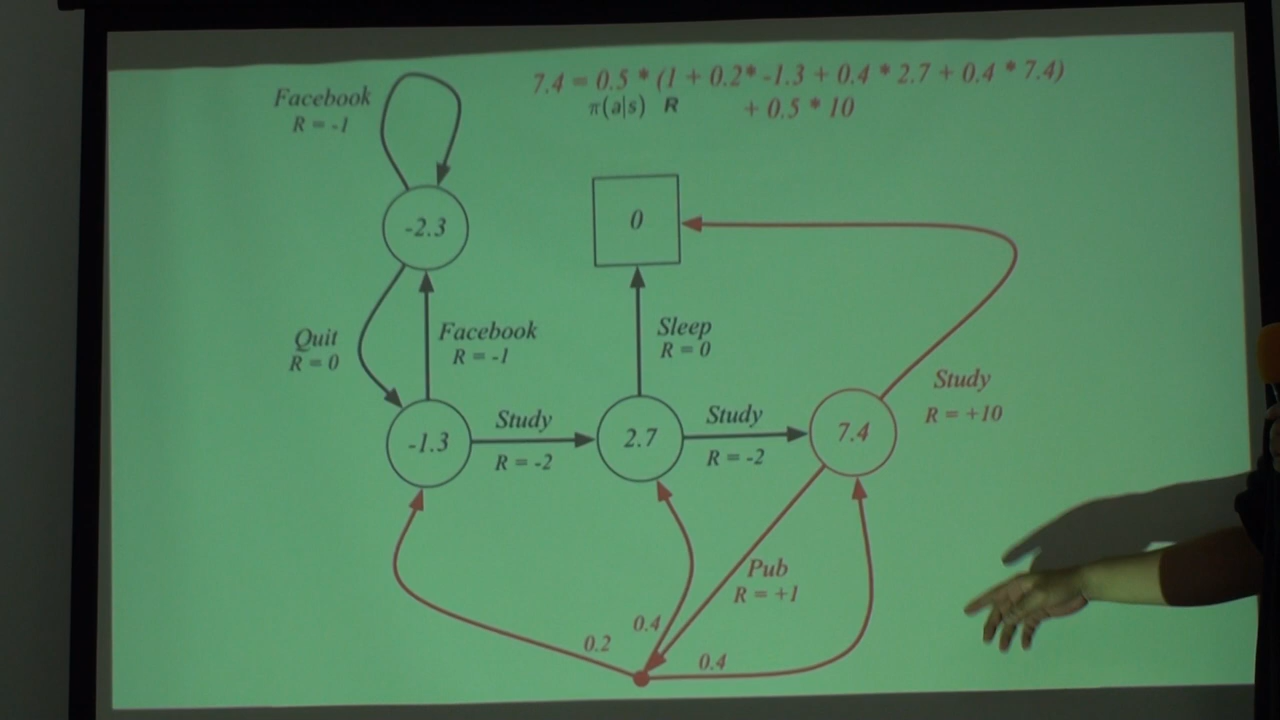 7.4 = 0.5 * (1 + 0.2* -1.3 + 0.4 * 2.7 + 0.4 * 7.4)
π(a|s) R + 0.5 * 10
Facebook
R = -1
-2.3
0
Quit
R = 0
Facebook
R = -1
Sleep
R = 0
Study
R = +10
-1.3
Study
R = -2
2.7
Study
R = -2
7.4
Pub
R = +1
0.2
0.4
0.4